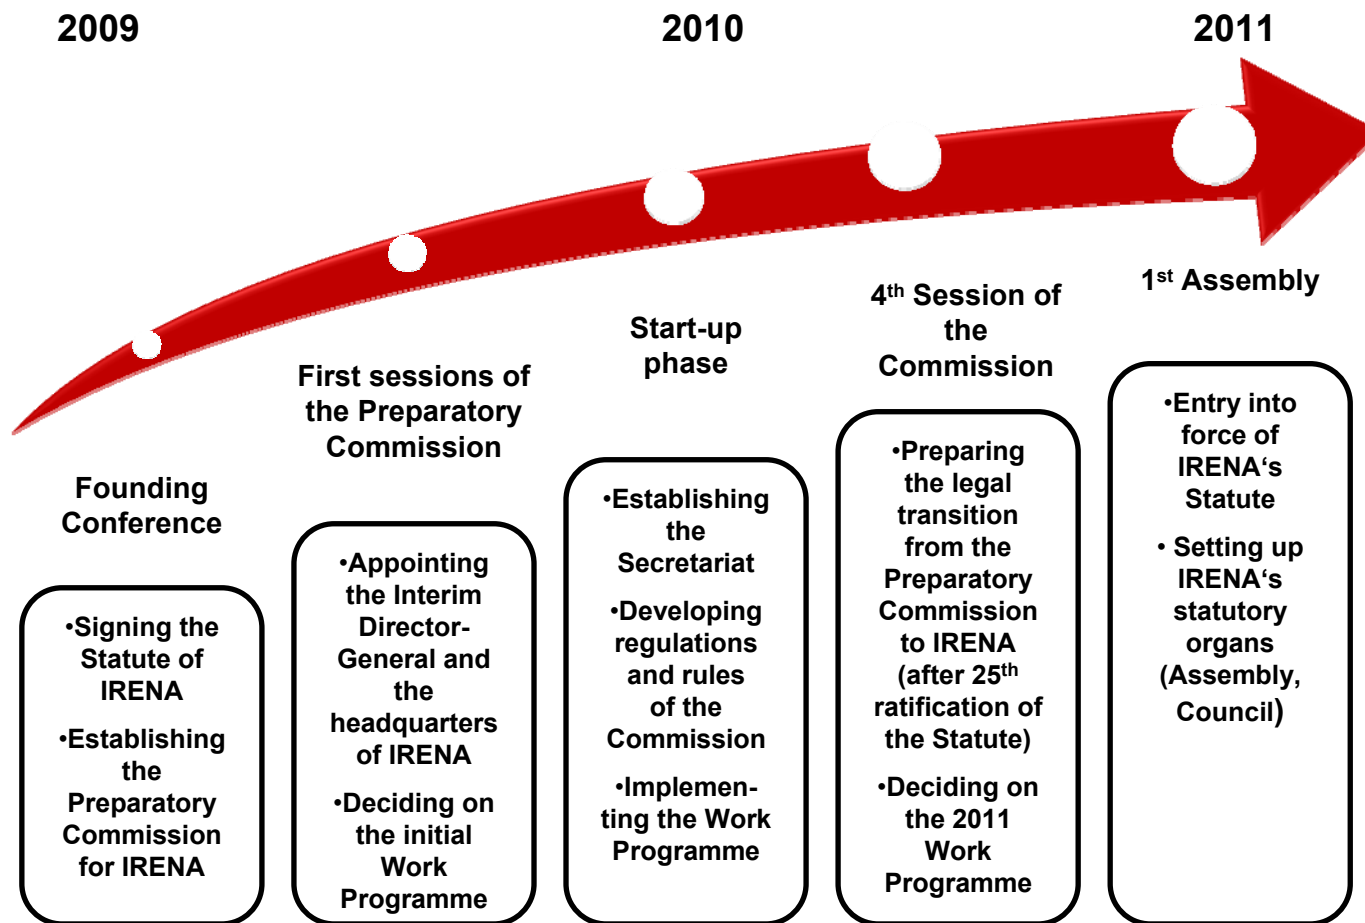 2009
2010
2011
Founding
Conference
•Signing the
Statute of
IRENA
•Establishing
the
Preparatory
Commission
for IRENA
First sessions of
the Preparatory
Commission
•Appointing
the Interim
Director-
General and
the
headquarters
of IRENA
•Deciding on
the initial
Work
Programme
Start-up
phase
•Establishing
the
Secretariat
•Developing
regulations
and rules
of the
Commission
•Implemen-
ting the Work
Programme
4th Session of
the
Commission
•Preparing
the legal
transition
from the
Preparatory
Commission
to IRENA
(after 25th
ratification of
the Statute)
•Deciding on
the 2011
Work
Programme
1st Assembly
•Entry into
force of
IRENA‘s
Statute
• Setting up
IRENA‘s
statutory
organs
(Assembly,
Council)